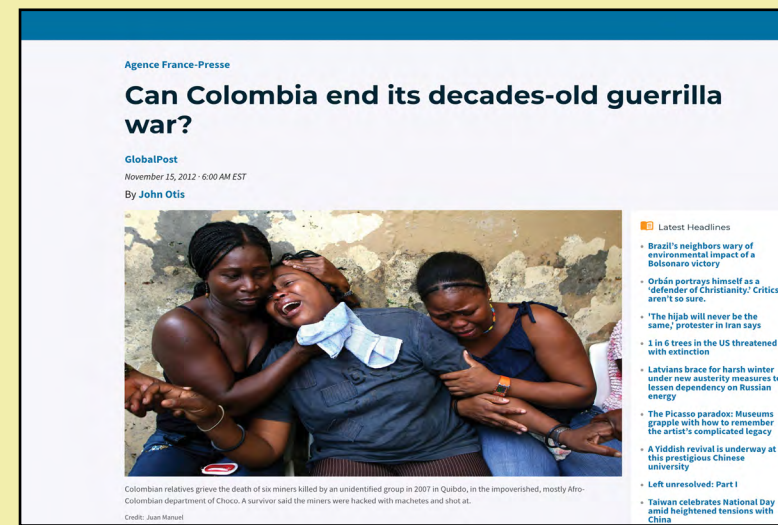 Agence France-Presse
Can Colombia end its decades-old guerrilla
war?
GlobalPost
November 15, 2012 · 6:00 AM EST
By John Otis
Colombian relatives grieve the death of six miners killed by an unidentified group in 2007 in Quibdo, in the impoverished, mostly Afro-
Colombian department of Choco. A survivor said the miners were hacked with machetes and shot at.
Credit: Juan Manuel
Latest Headlines
Brazil's neighbors wary of
environmental impact of a
Bolsonaro victory
Orbán portrays himself as a
'defender of Christianity.' Critics
aren't so sure.
'The hijab will never be the
same,' protester in Iran says
1 in 6 trees in the US threatened
with extinction
Latvians brace for harsh winter
under new austerity measures to
lessen dependency on Russian
energy
The Picasso paradox: Museums
grapple with how to remember
the artist's complicated legacy
A Yiddish revival is underway at
this prestigious Chinese
university
Left unresolved: Part I
Taiwan celebrates National Day
amid heightened tensions with
China